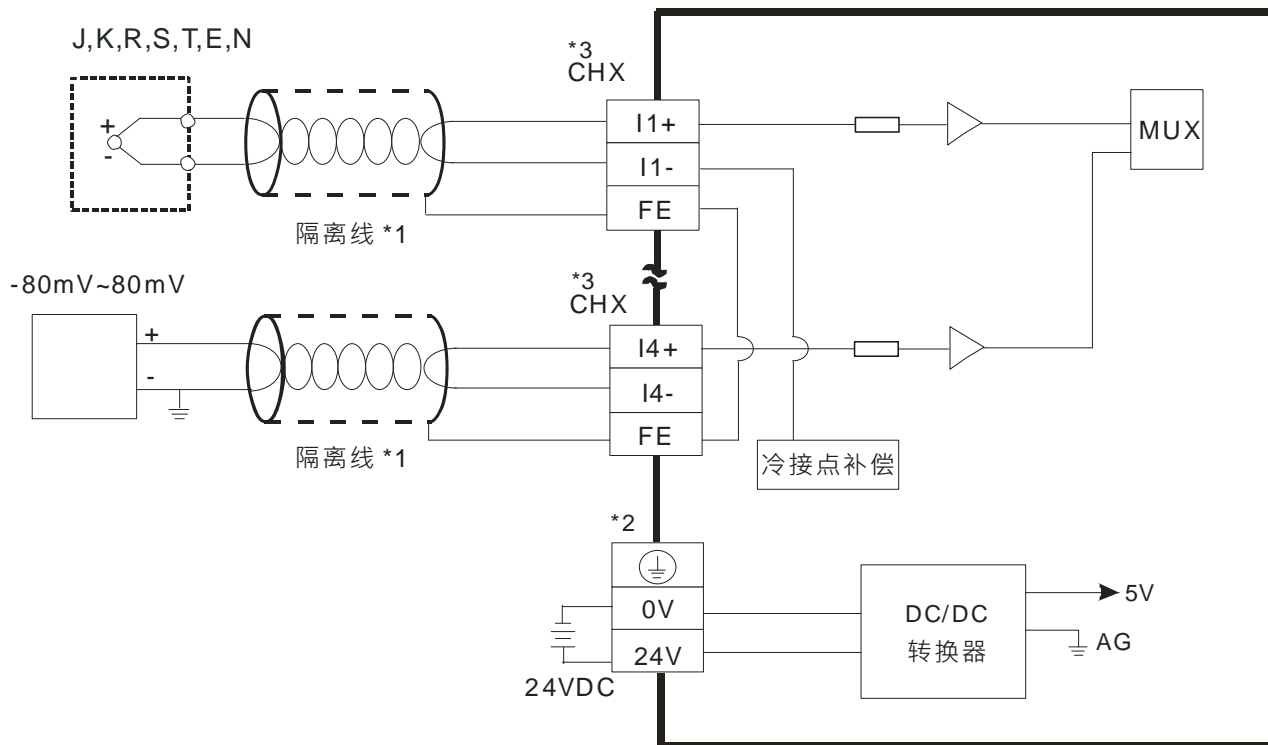 J,K,R,S,T,E,N
+
-
隔离线 *1
*3
CHX
I1+
I1-
FE
MUX
-80mV~80mV
+
-
隔离线 *1
*3
CHX
I4+
I4-
FE
冷接点补偿
*2
0V
24V
24VDC
DC/DC
转换器
5V
AG